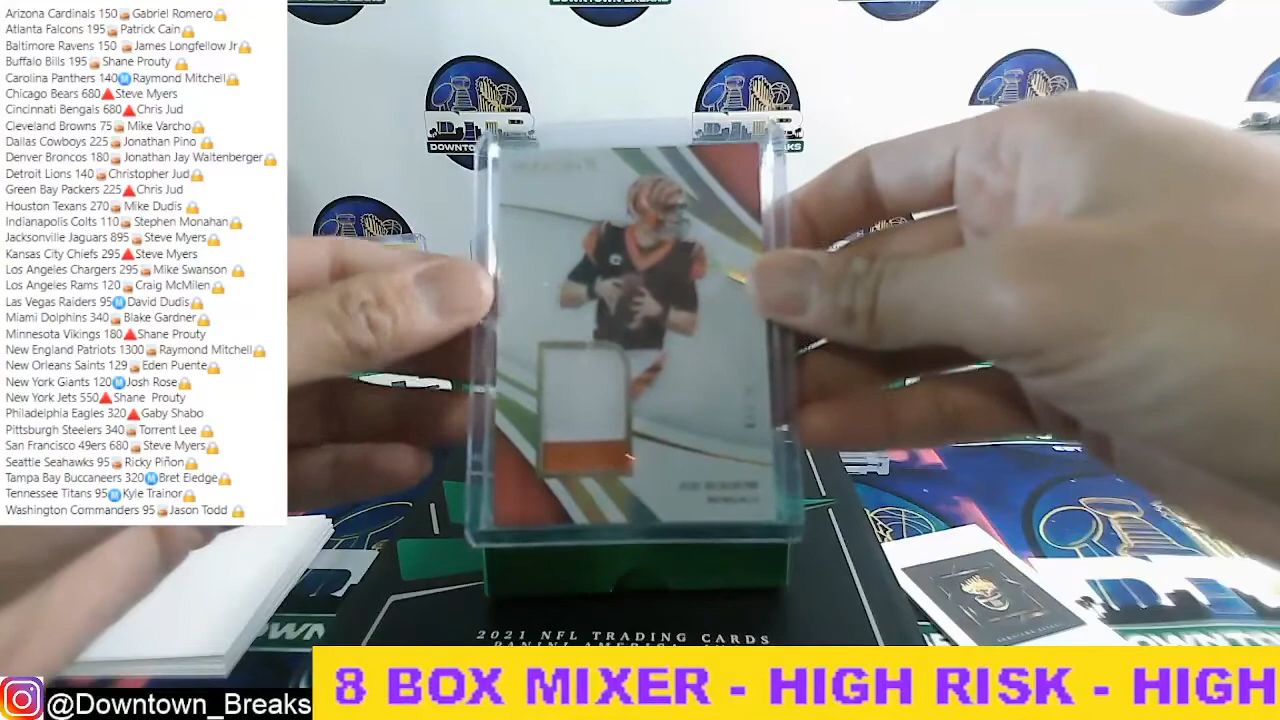 Arizona Cardinals 150 Gabriel Romero
Atlanta Falcons 195 Patrick Cain
Baltimore Ravens 150 James Longfellow Jr
Buffalo Bills 195 Shane Prouty
Carolina Panthers 140 Raymond Mitchell
Chicago Bears 680 Steve Myers
Cincinnati Bengals 680 Chris Jud
Cleveland Browns 75 Mike Varcho
Dallas Cowboys 225 Jonathan Pino
Denver Broncos 180 Jonathan Jay Waltenberger
Detroit Lions 140 Christopher Jud
Green Bay Packers 225 Chris Jud
Houston Texans 270 Mike Dudis
Indianapolis Colts 110 Stephen Monahan
Jacksonville Jaguars 895 Steve Myers
Kansas City Chiefs 295 Steve Myers
Los Angeles Chargers 295 Mike Swanson
Los Angeles Rams 120 Craig McMilen
Las Vegas Raiders 95 David Dudis
Miami Dolphins 340 Blake Gardner
Minnesota Vikings 180 Shane Prouty
New England Patriots 1300 Raymond Mitchell
New Orleans Saints 129 Eden Puente
New York Giants 120 Josh Rose
New York Jets 550 Shane Prouty
Philadelphia Eagles 320 Gaby Shabo
Pittsburgh Steelers 340 Torrent Lee
San Francisco 49ers 680 Steve Myers
Seattle Seahawks 95 Ricky Piñon
Tampa Bay Buccaneers 320 Bret Eledge
Tennessee Titans 95 Kyle Trainor
Washington Commanders 95 Jason Todd
2021 NFL TRADING CARDS
@Downtown_Breaks
8 BOX MIXER - HIGH RISK - HIGH